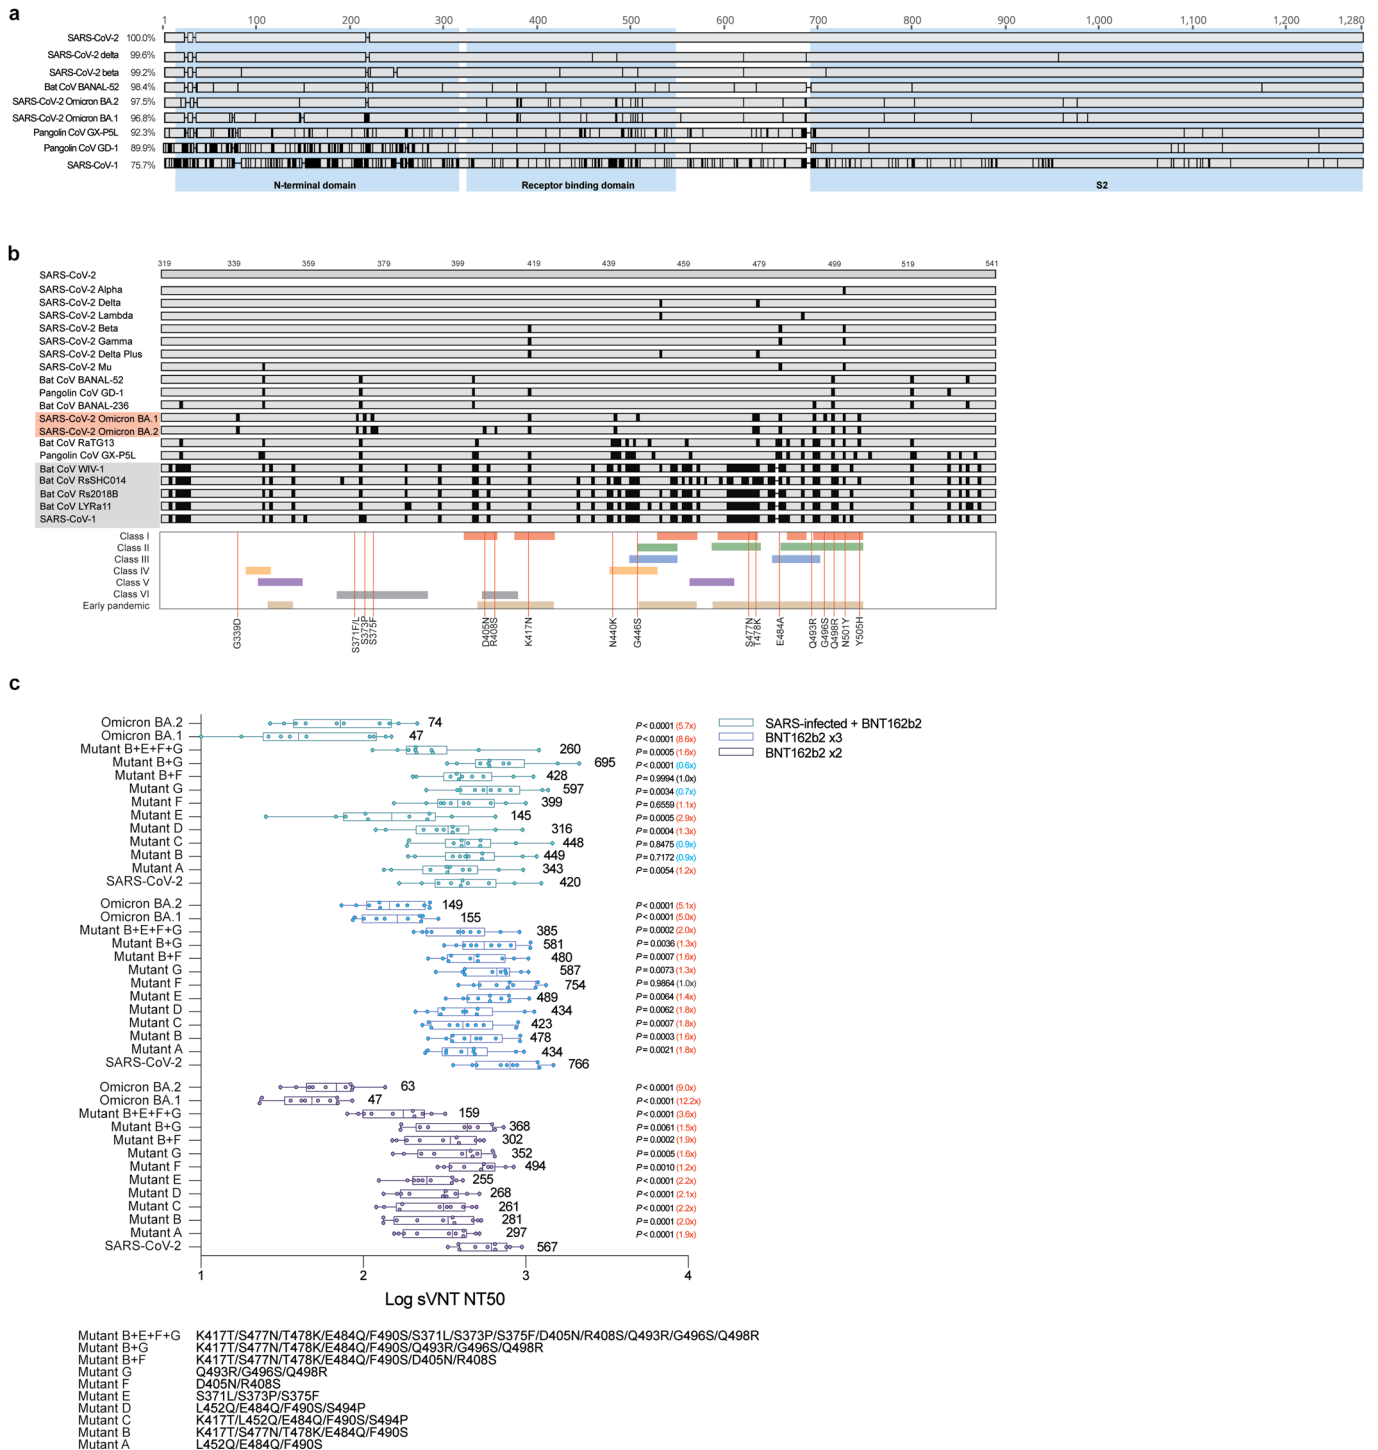 a
1 100 200 300 400 500 600 700 800 900 1,000 1,100 1,200 1,280
SARS-CoV-2 100.0%
SARS-CoV-2 delta 99.6%
SARS-CoV-2 beta 99.2%
Bat CoV BANAL-52 98.4%
SARS-CoV-2 Omicron BA.2 97.5%
SARS-CoV-2 Omicron BA.1 96.8%
Pangolin CoV GX-P5L 92.3%
Pangolin CoV GD-1 89.9%
SARS-CoV-1 75.7%
N-terminal domain Receptor binding domain S2
b
319 339 359 379 399 419 439 459 479 499 519 541
SARS-CoV-2
SARS-CoV-2 Alpha
SARS-CoV-2 Delta
SARS-CoV-2 Lambda
SARS-CoV-2 Beta
SARS-CoV-2 Gamma
SARS-CoV-2 Delta Plus
SARS-CoV-2 Mu
Bat CoV BANAL-52
Pangolin CoV GD-1
Bat CoV BANAL-236
SARS-CoV-2 Omicron BA.1
SARS-CoV-2 Omicron BA.2
Bat CoV RaTG13
Pangolin CoV GX-P5L
Bat CoV WIV-1
Bat CoV RsSHC014
Bat CoV Rs2018B
Bat CoV LYRa11
SARS-CoV-1
Class I
Class II
Class III
Class IV
Class V
Class VI
Early pandemic
G339D S371F/L S373P S375F D405N R408S K417N N440K G446S S477N T478K E484A Q493R G496S Q498R N501Y Y505H
c
Omicron BA.2 74 P < 0.0001 (5.7x)
Omicron BA.1 47 P < 0.0001 (8.6x)
Mutant B+E+F+G 260 P = 0.0005 (1.6x)
Mutant B+G 695 P < 0.0001 (0.6x)
Mutant B+F 428 P = 0.9994 (1.0x)
Mutant G 597 P = 0.0034 (0.7x)
Mutant F 399 P = 0.6559 (1.1x)
Mutant E 145 P = 0.0005 (2.9x)
Mutant D 316 P = 0.0004 (1.3x)
Mutant C 448 P = 0.8475 (0.9x)
Mutant B 449 P = 0.7172 (0.9x)
Mutant A 343 P = 0.0054 (1.2x)
SARS-CoV-2 420
SARS-infected + BNT162b2
BNT162b2 x3
BNT162b2 x2
Omicron BA.2 149 P < 0.0001 (5.1x)
Omicron BA.1 155 P < 0.0001 (5.0x)
Mutant B+E+F+G 385 P = 0.0002 (2.0x)
Mutant B+G 581 P = 0.0036 (1.3x)
Mutant B+F 480 P = 0.0007 (1.6x)
Mutant G 587 P = 0.0073 (1.3x)
Mutant F 754 P = 0.9864 (1.0x)
Mutant E 489 P = 0.0064 (1.4x)
Mutant D 434 P = 0.0062 (1.8x)
Mutant C 423 P = 0.0007 (1.8x)
Mutant B 478 P = 0.0003 (1.6x)
Mutant A 434 P = 0.0021 (1.8x)
SARS-CoV-2 766
Omicron BA.2 63 P < 0.0001 (9.0x)
Omicron BA.1 47 P < 0.0001 (12.2x)
Mutant B+E+F+G 159 P < 0.0001 (3.6x)
Mutant B+G 368 P = 0.0061 (1.5x)
Mutant B+F 302 P = 0.0002 (1.9x)
Mutant G 352 P = 0.0005 (1.6x)
Mutant F 494 P = 0.0010 (1.2x)
Mutant E 255 P < 0.0001 (2.2x)
Mutant D 268 P < 0.0001 (2.1x)
Mutant C 261 P < 0.0001 (2.2x)
Mutant B 281 P = 0.0001 (2.0x)
Mutant A 297 P < 0.0001 (1.9x)
SARS-CoV-2 567
1 2 3 4
Log sVNT NT50
Mutant B+E+F+G K417T/S477N/T478K/E484Q/F490S/S371L/S373P/S375F/D405N/R408S/Q493R/G496S/Q498R
Mutant B+G K417T/S477N/T478K/E484Q/F490S/Q493R/G496S/Q498R
Mutant B+F K417T/S477N/T478K/E484Q/F490S/D405N/R408S
Mutant G Q493R/G496S/Q498R
Mutant F D405N/R408S
Mutant E S371L/S373P/S375F
Mutant D L452Q/E484Q/F490S/S494P
Mutant C K417T/L452Q/E484Q/F490S/S494P
Mutant B K417T/S477N/T478K/E484Q/F490S
Mutant A L452Q/E484Q/F490S